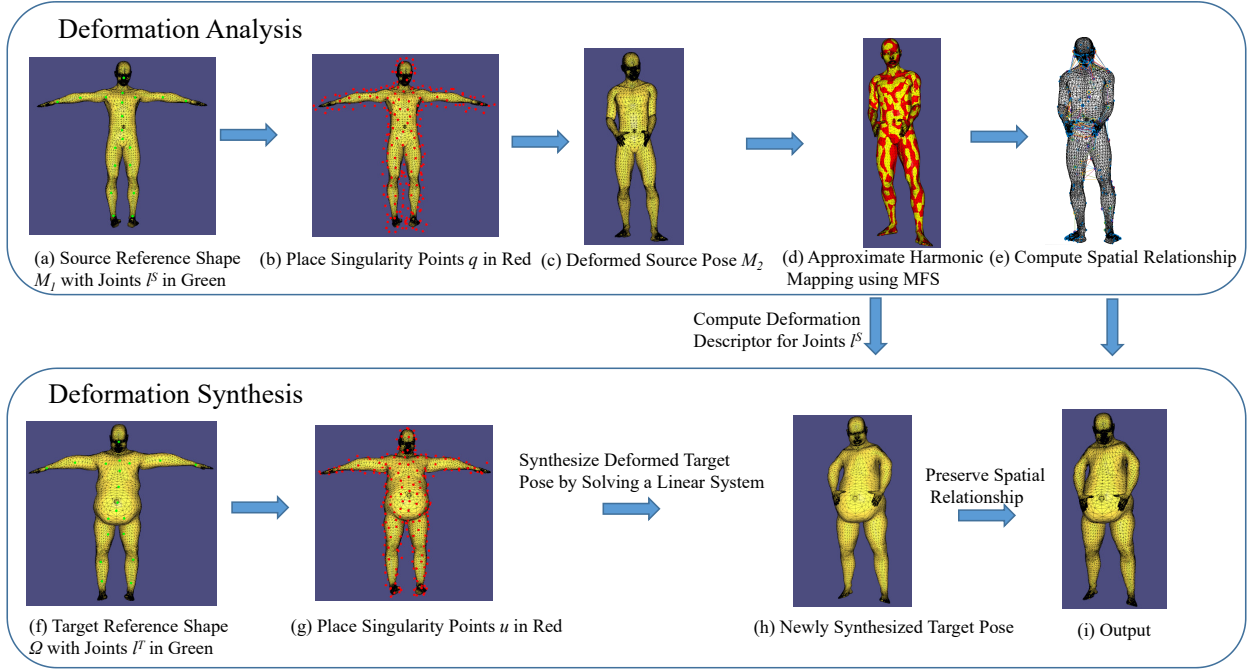 Deformation Analysis
(a) Source Reference Shape
M1 with Joints lS in Green
(b) Place Singularity Points q in Red
(c) Deformed Source Pose M2
(d) Approximate Harmonic
Mapping using MFS
(e) Compute Spatial Relationship
Compute Deformation
Descriptor for Joints lS
Deformation Synthesis
(f) Target Reference Shape
Ω with Joints lT in Green
(g) Place Singularity Points u in Red
Synthesize Deformed Target
Pose by Solving a Linear System
(h) Newly Synthesized Target Pose
Preserve Spatial
Relationship
(i) Output